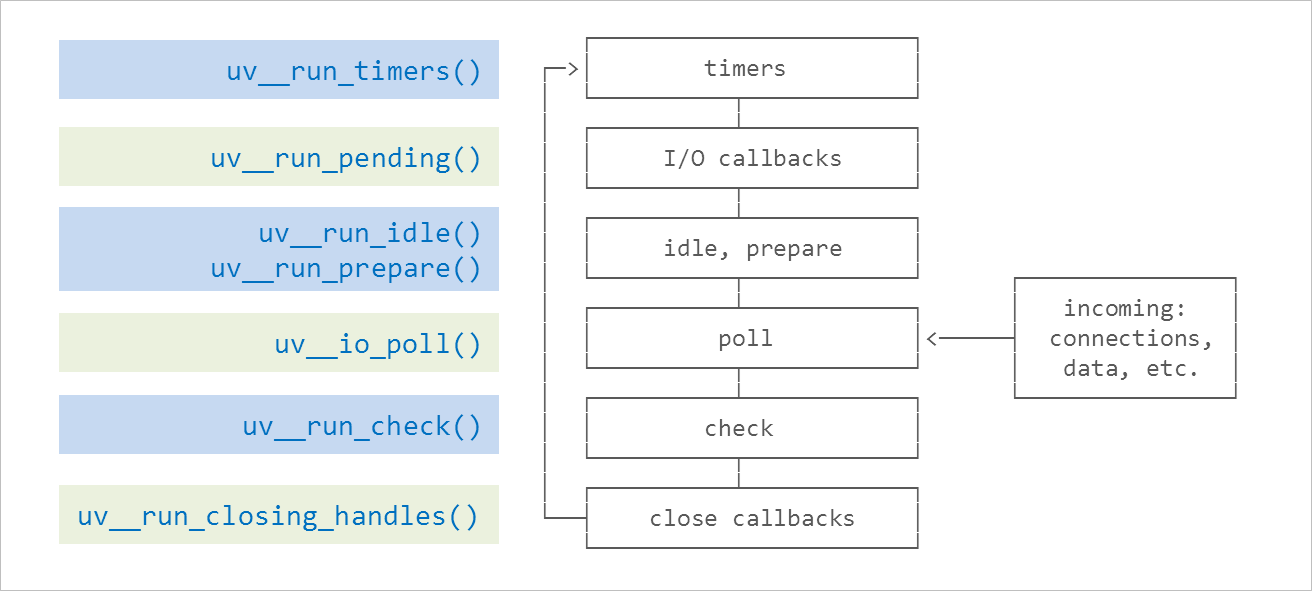 uv__run_timers()
timers
uv__run_pending()
I/O callbacks
uv__run_idle()
uv__run_prepare()
idle, prepare
uv__io_poll()
poll
incoming:
connections,
data, etc.
uv__run_check()
check
uv__run_closing_handles()
close callbacks